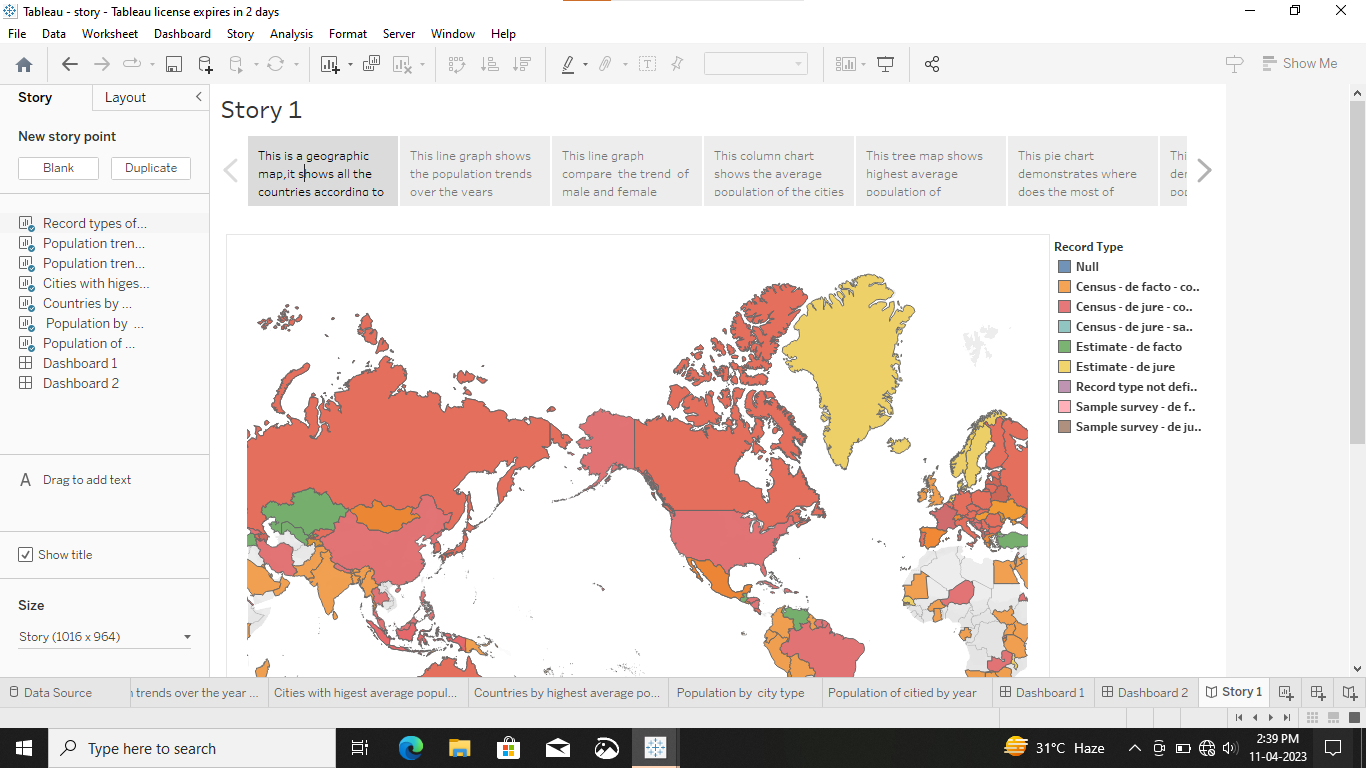 Tableau - story - Tableau license expires in 2 days
File Data Worksheet Dashboard Story Analysis Format Server Window Help
Show Me
Story Layout
New story point
Blank Duplicate
Record types of...
Population tren...
Population tren...
Cities with higes...
Countries by ...
Population by ...
Population of ...
Dashboard 1
Dashboard 2
A Drag to add text
Show title
Size
Story (1016 x 964)
Story 1
This is a geographic
map,it shows all the
countries according to
This line graph shows
the population trends
over the years
This line graph
compare the trend of
male and female
This column chart
shows the average
population of the cities
This tree map shows
highest average
population of
This pie chart
demonstrates where
does the most of
Record Type
Null
Census - de facto - co..
Census - de jure - co..
Census - de jure - sa..
Estimate - de facto
Estimate - de jure
Record type not defi..
Sample survey - de f..
Sample survey - de ju..
Data Source
trends over the year ...
Cities with higest average popul...
Countries by highest average po...
Population by city type
Population of citied by year
Dashboard 1
Dashboard 2
Story 1
Type here to search
31°C Haze
2:39 PM
11-04-2023